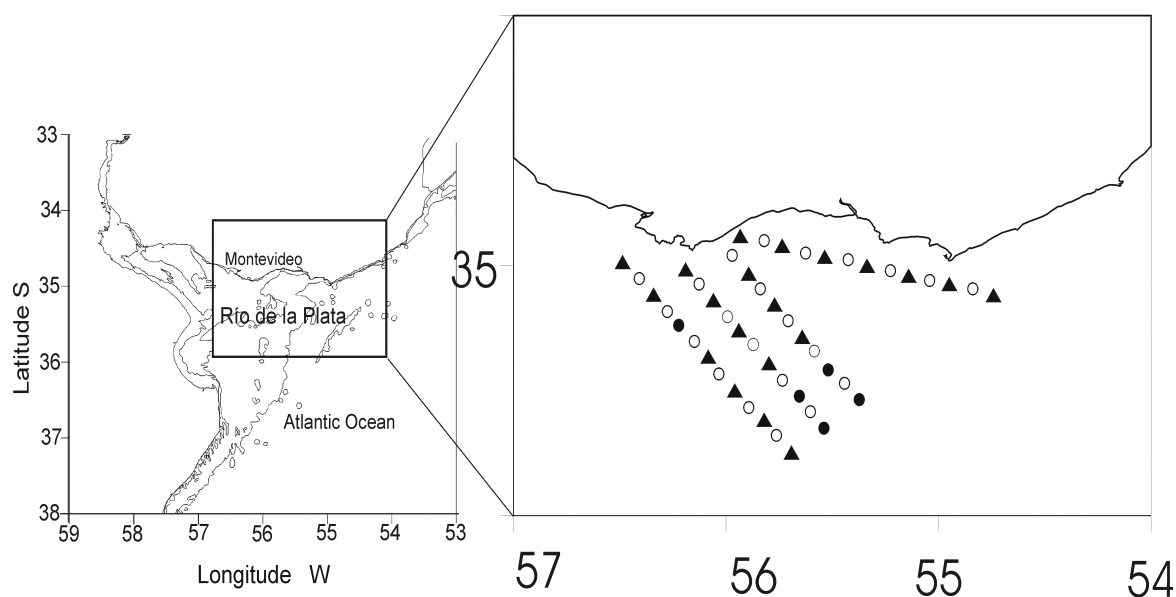 33
34
35
36
37
38
Latitude S
Montevideo
Río de la Plata
Atlantic Ocean
59 58 57 56 55 54 53
Longitude W
35
57 56 55 54